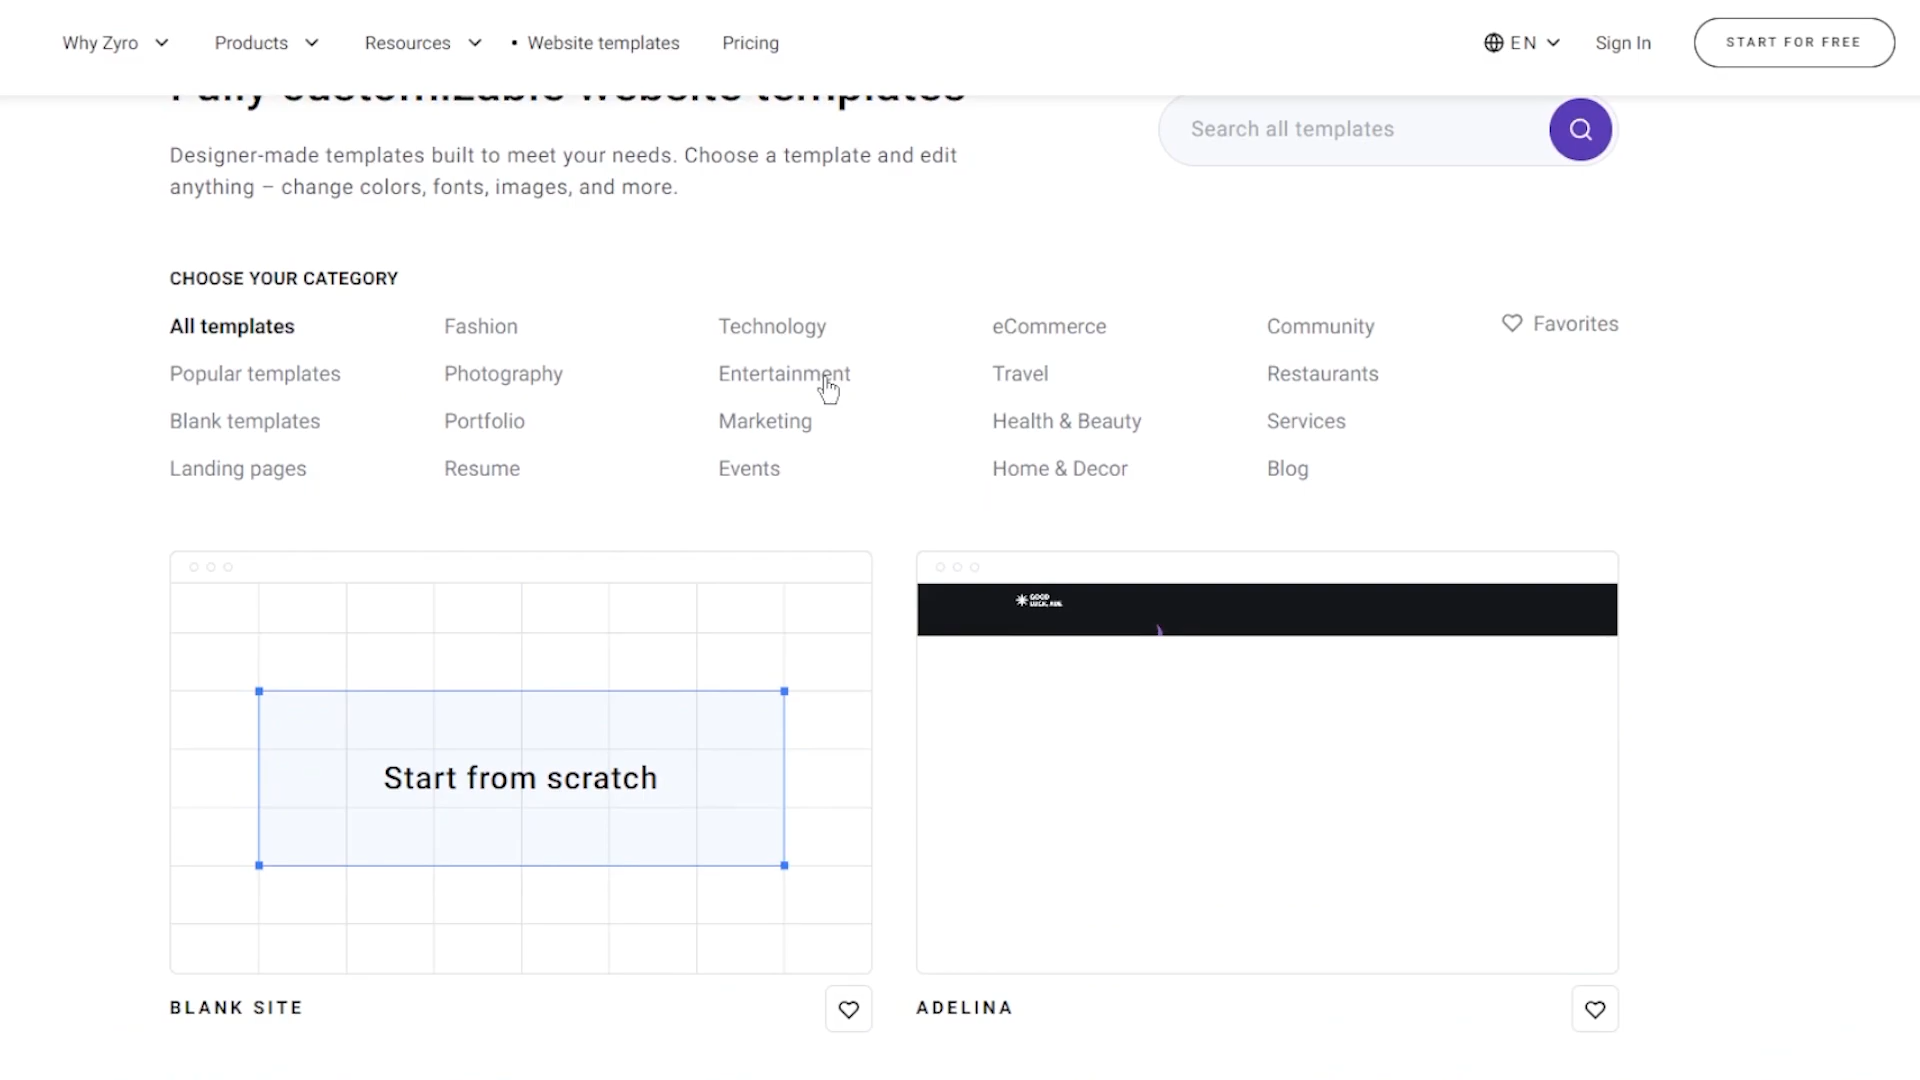 Why Zyro
Products
Resources
• Website templates
Pricing
EN
Sign In
START FOR FREE
Fully customizable website templates
Search all templates
Designer-made templates built to meet your needs. Choose a template and edit
anything – change colors, fonts, images, and more.
CHOOSE YOUR CATEGORY
All templates
Fashion
Technology
eCommerce
Community
Favorites
Popular templates
Photography
Entertainment
Travel
Restaurants
Blank templates
Portfolio
Marketing
Health & Beauty
Services
Landing pages
Resume
Events
Home & Decor
Blog
GOOD
LUCK,
Start from scratch
BLANK SITE
ADELINA